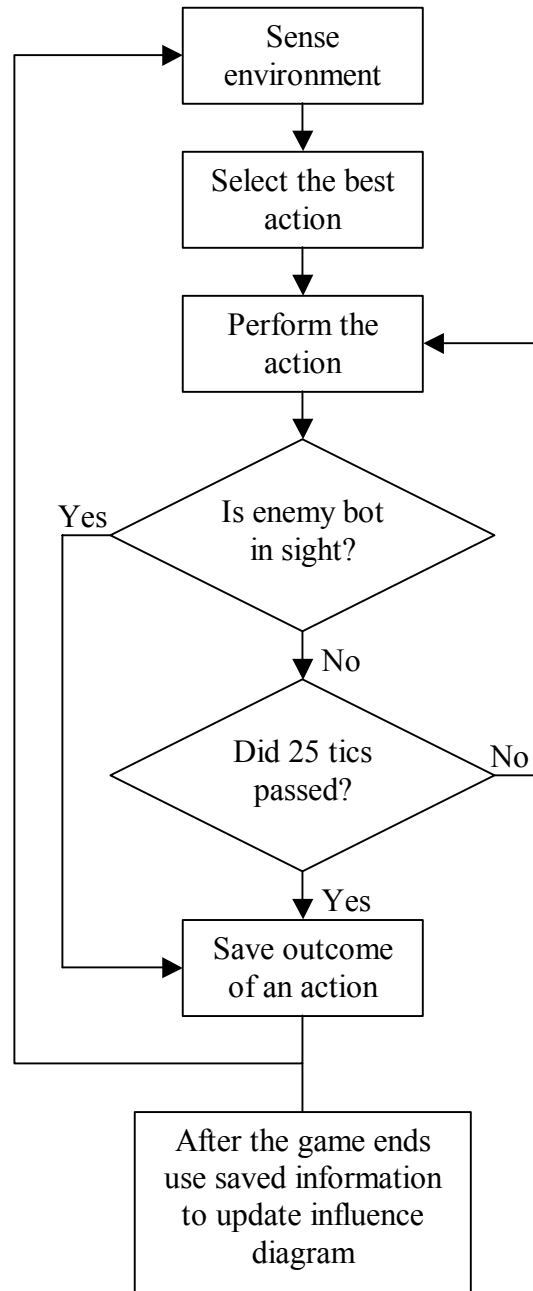 Sense
environment
Select the best
action
Perform the
action
Is enemy bot
in sight?
Yes
No
Did 25 tics
passed?
No
Yes
Save outcome
of an action
After the game ends
use saved information
to update influence
diagram